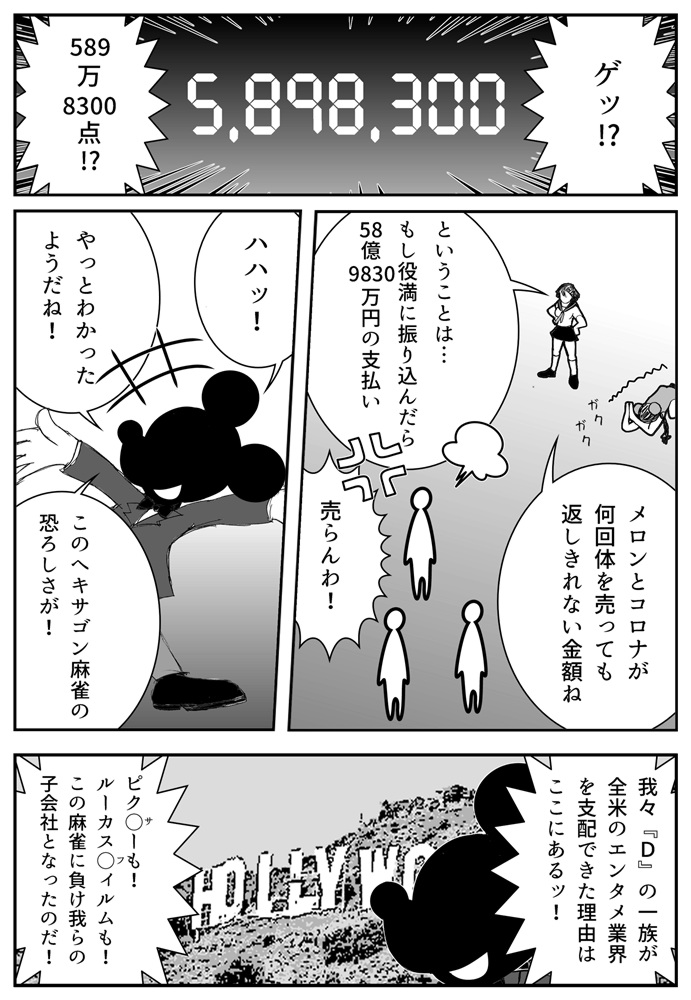 ゲッ!?
5,898,300
589
万
8300
点!?
ということは…
もし役満に振り込んだら
58
億
9830
万円の支払い
ガク
ガク
メロンとコロナが
何回体を売っても
返しきれない金額ね
売らんわ！
ハハッ！
やっとわかった
ようだね！
このヘキサゴン麻雀の
恐ろしさが！
我々『D』の一族が
全米のエンタメ業界
を支配できた理由は
ここにあるッ！
HOLLYWO
ピク◯ーも！
サ
ルーカス◯イルムも！
フ
この麻雀に負け我らの
子会社となったのだ！